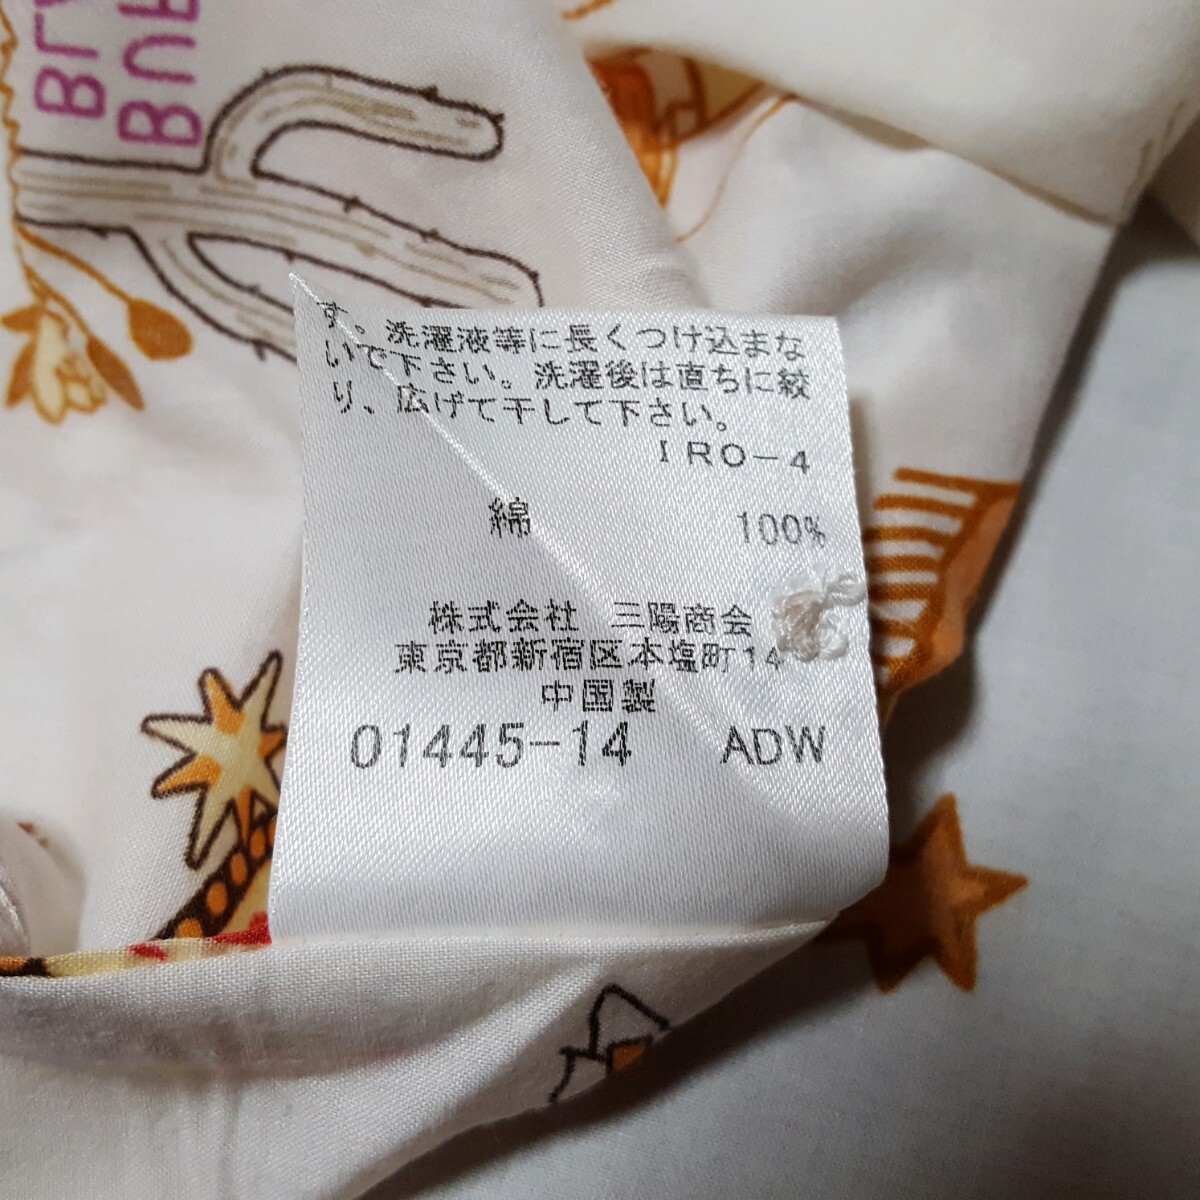 す。洗濯液等に長くつけ込まな
いで下さい。洗濯後は直ちに絞
り、広げて干して下さい。
IRO-4
綿 100%
株式会社 三陽商会
東京都新宿区本塩町14
中国製
01445-14 ADW